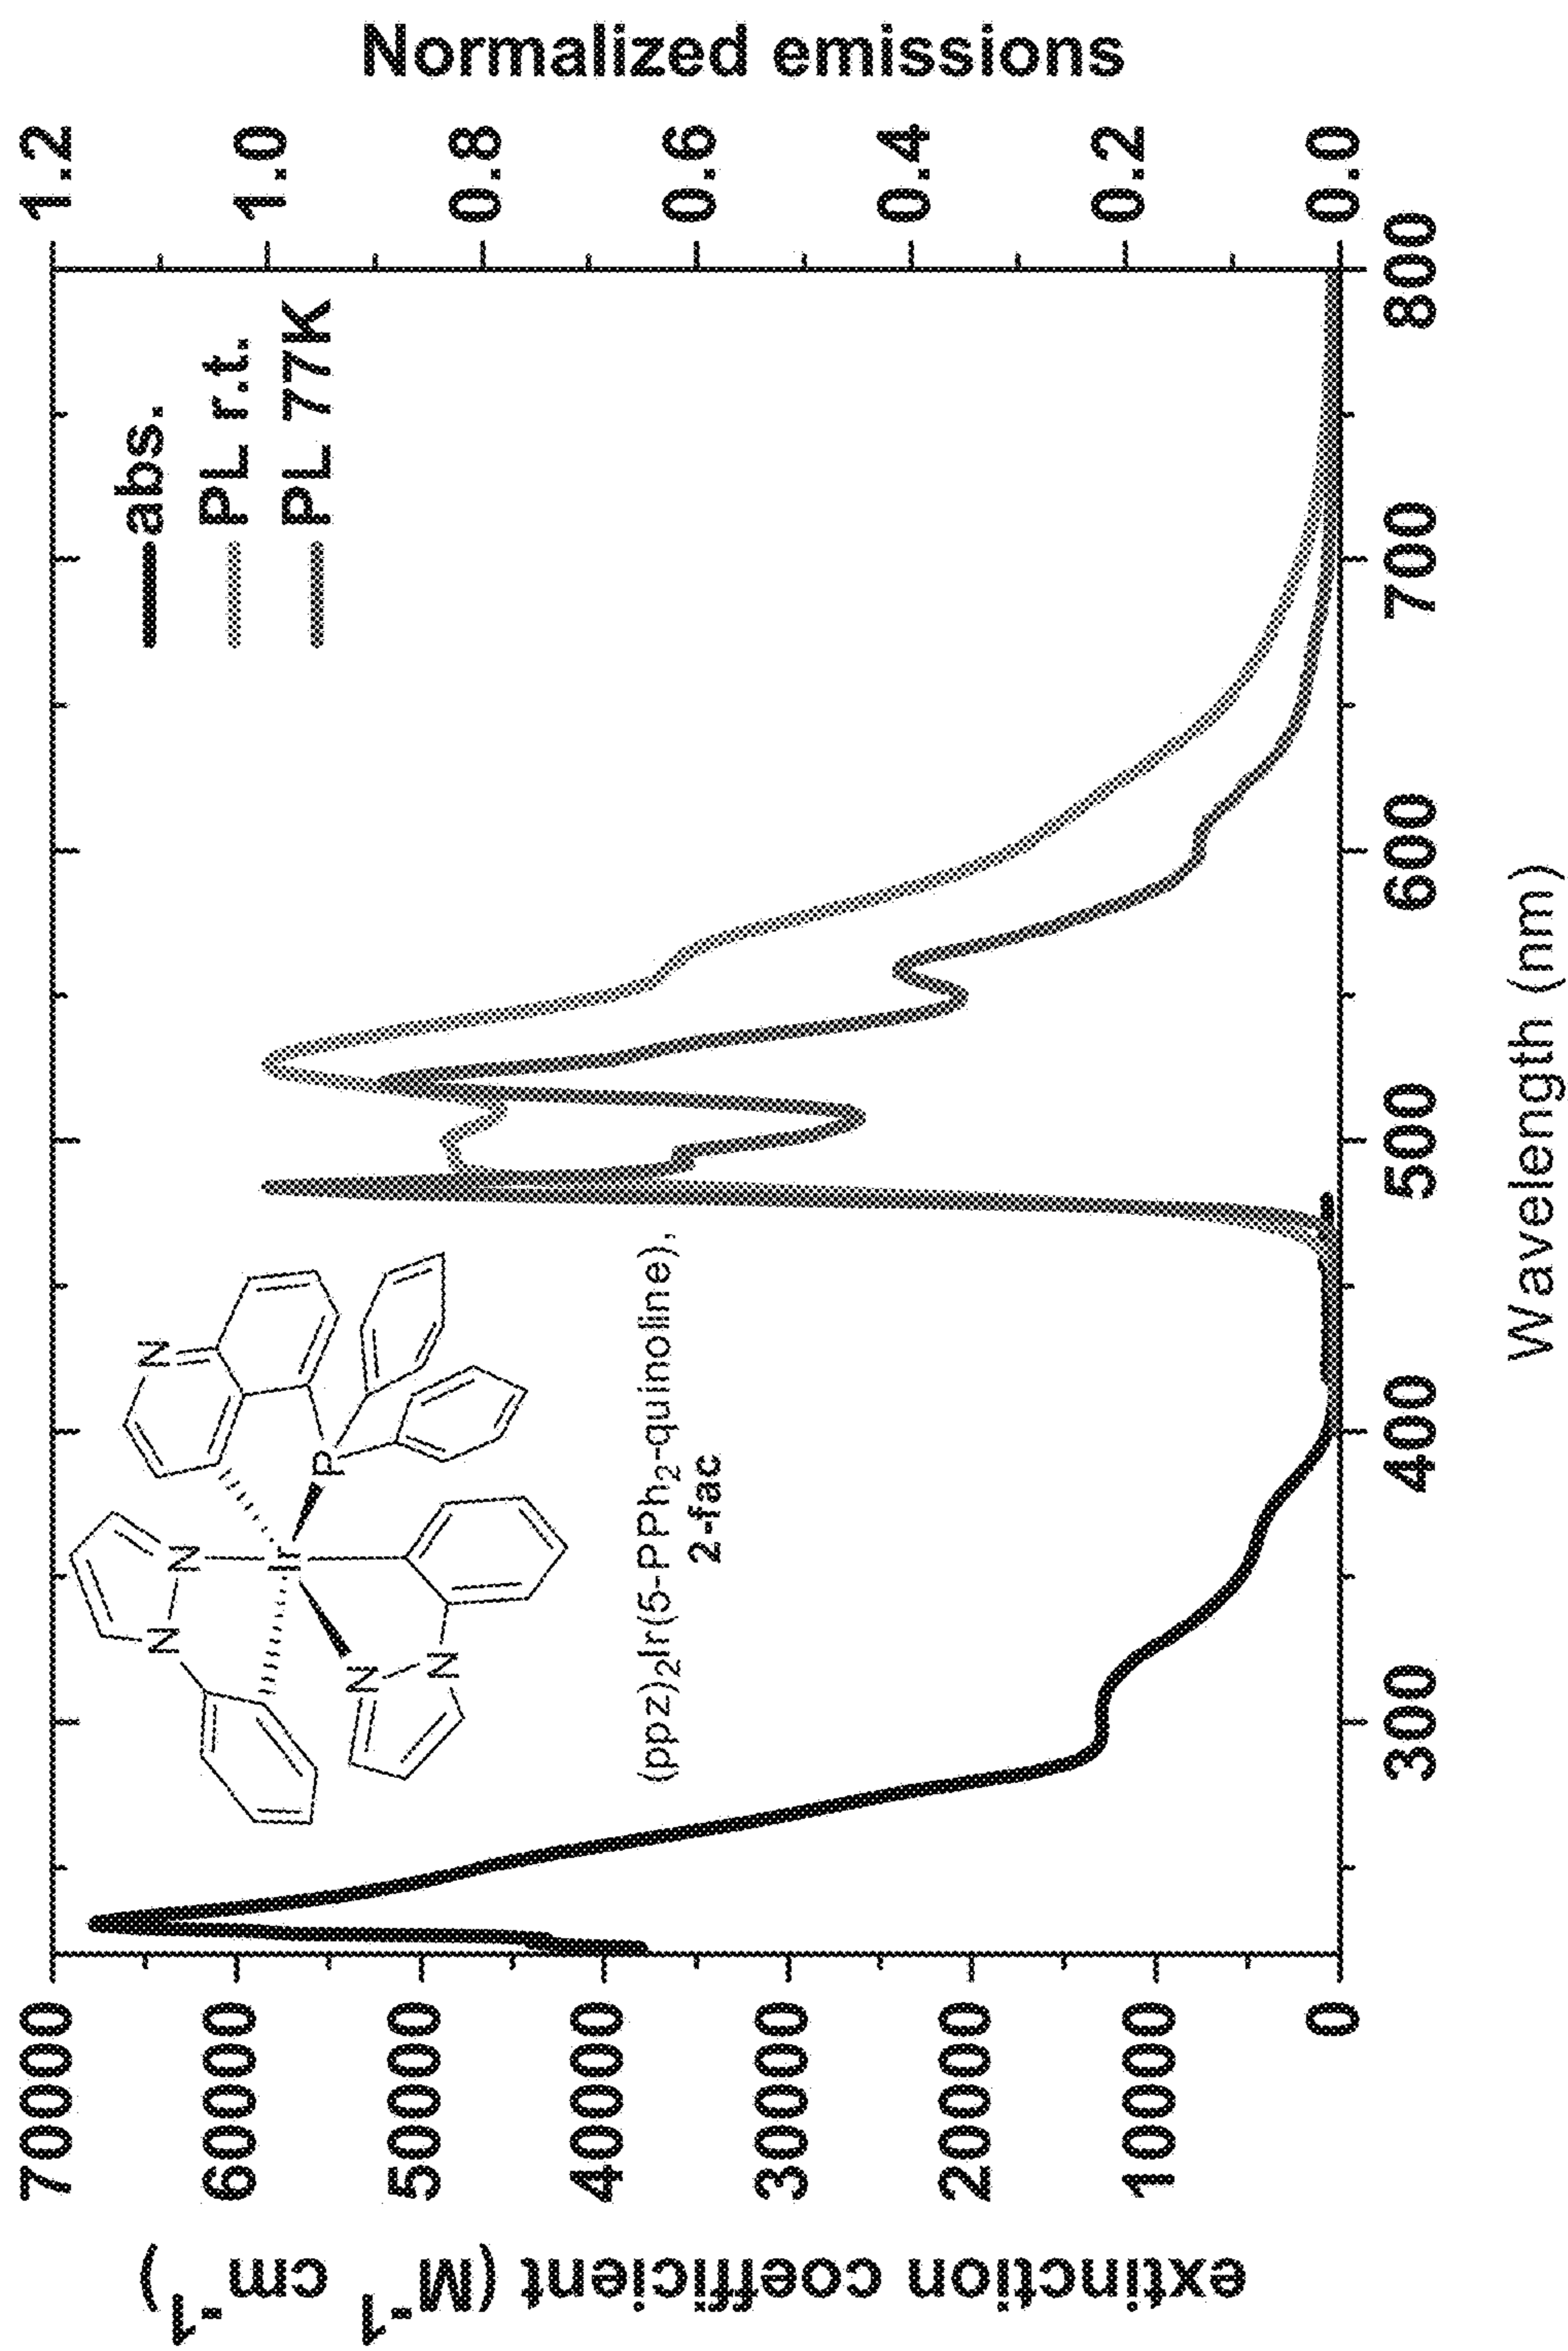 extinction coefficient (M-1 cm-1)
70000
60000
50000
40000
30000
20000
10000
0
abs.
PL r.t.
PL 77K
N
N
N
N
N
Ir
P
(ppz)2Ir(5-PPh2-quinoline),
2-fac
300
400
500
600
700
800
Wavelength (nm)
1.2
1.0
0.8
0.6
0.4
0.2
0.0
Normalized emissions